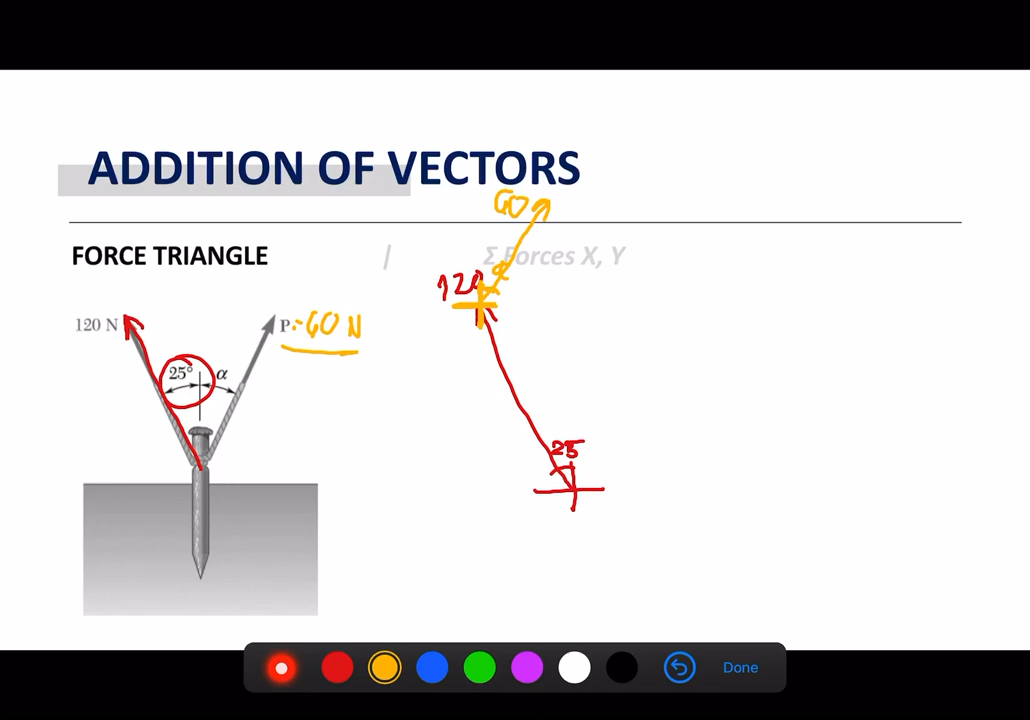 ADDITION OF VECTORS
FORCE TRIANGLE | Σ Forces X, Y
60
α
120
120 N
P = 60 N
25° α
25
Done